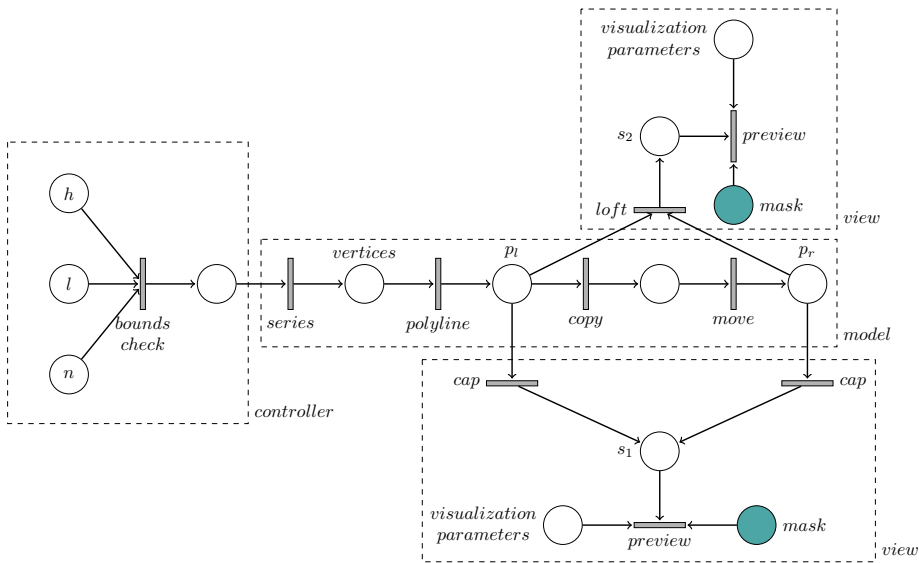 visualization
parameters
s2
preview
loft
mask
view
h
l
n
bounds
check
controller
vertices
pl
pr
series
polyline
copy
move
model
cap
cap
s1
visualization
parameters
mask
preview
view